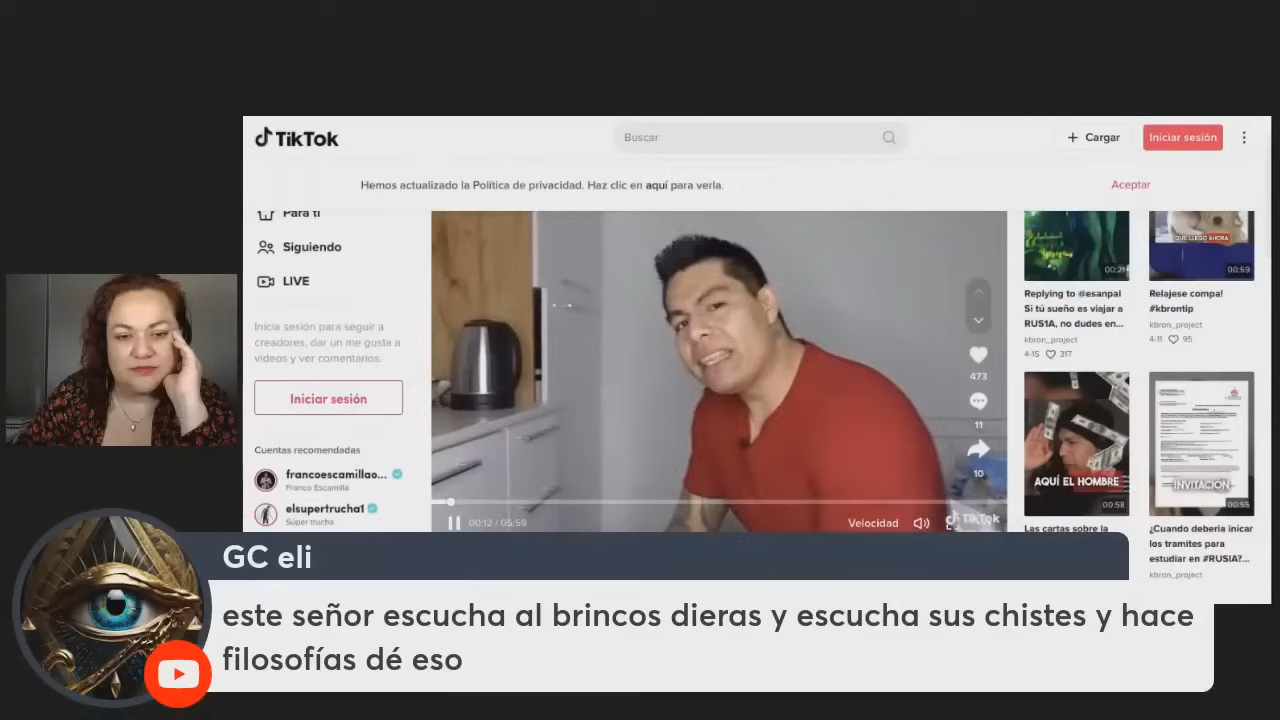 TikTok
Buscar
Cargar
Iniciar sesión
Hemos actualizado la Política de privacidad. Haz clic en aquí para verla.
Aceptar
Para ti
Siguiendo
LIVE
Inicia sesión para seguir a
creadores, dar un me gusta a
videos y ver comentarios.
Iniciar sesión
Cuentas recomendadas
francoescamillao...
Franco Escamilla
elsupertrucha1
Súper trucha
473
11
10
00:12 / 05:59
Velocidad
TikTok
00:21
Replying to @esanpal
Si tú sueño es viajar a
RUS1A, no dudes en...
kbron_project
4-15 317
QUE LLEGO AHORA
00:59
Relajese compa!
#kbrontip
kbron_project
4-11 95
AQUÍ EL HOMBRE
00:58
Las cartas sobre la
INVITACIÓN
00:55
¿Cuando deberia inicar
los tramites para
estudiar en #RUSIA?...
kbron_project
GC eli
este señor escucha al brincos dieras y escucha sus chistes y hace
filosofías dé eso